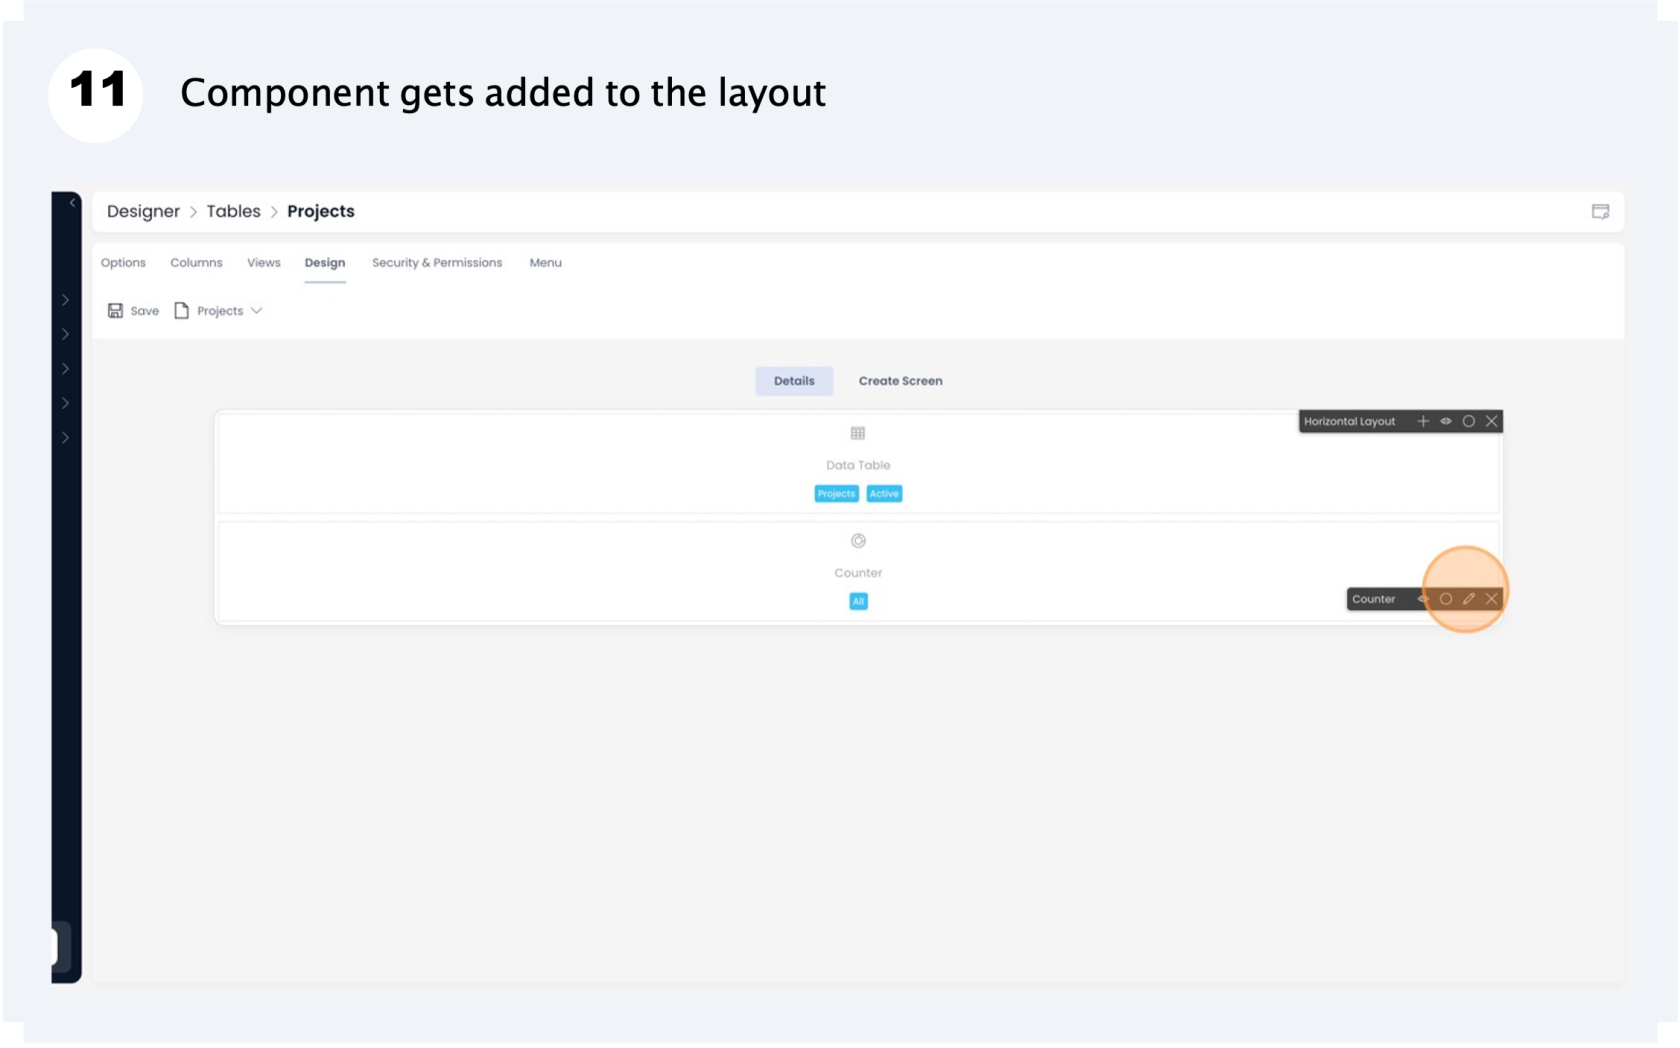 11 Component gets added to the layout
Designer > Tables > Projects
Options Columns Views Design Security & Permissions Menu
Save Projects
Details Create Screen
Horizontal Layout
Data Table
Projects Active
Counter
All
Counter